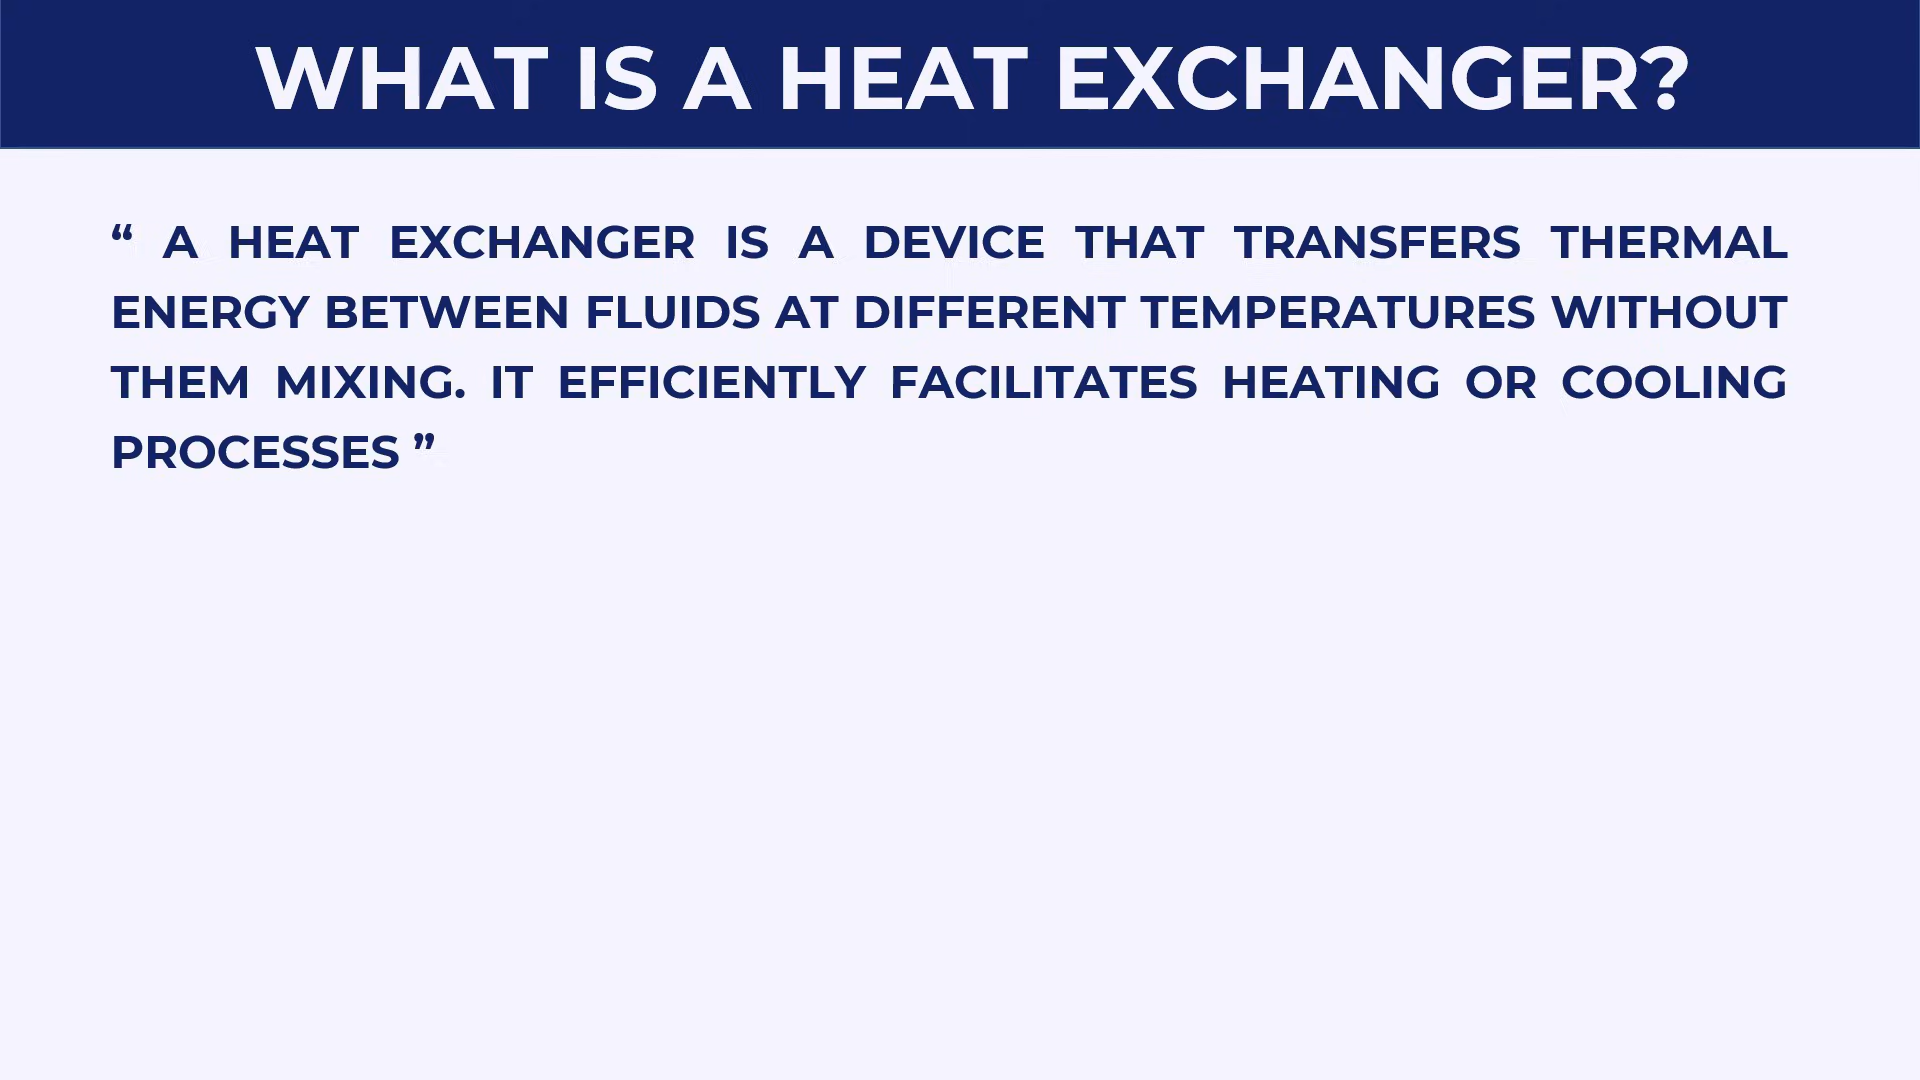 WHAT IS A HEAT EXCHANGER?
“ A HEAT EXCHANGER IS A DEVICE THAT TRANSFERS THERMAL
ENERGY BETWEEN FLUIDS AT DIFFERENT TEMPERATURES WITHOUT
THEM MIXING. IT EFFICIENTLY FACILITATES HEATING OR COOLING
PROCESSES ”